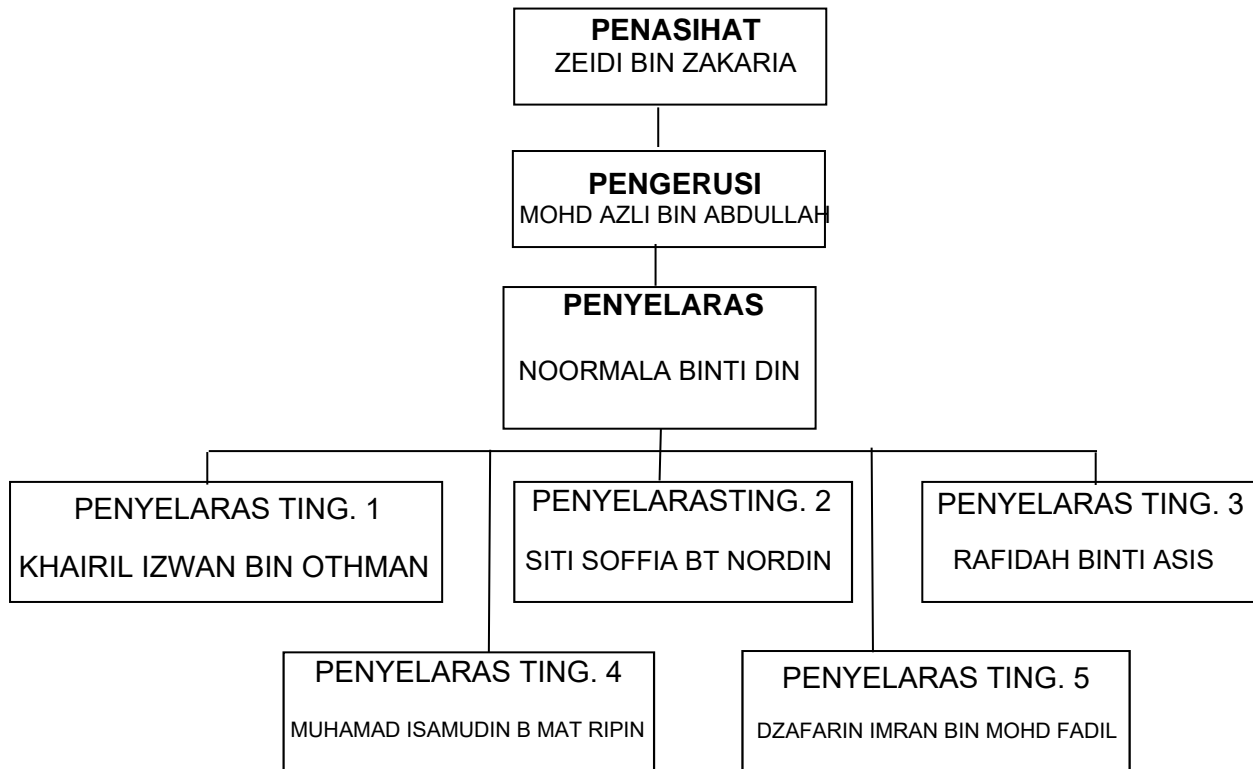 PENASIHAT
ZEIDI BIN ZAKARIA
PENGERUSI
MOHD AZLI BIN ABDULLAH
PENYELARAS
NOORMALA BINTI DIN
PENYELARAS TING. 1
KHAIRIL IZWAN BIN OTHMAN
PENYELARASTING. 2
SITI SOFFIA BT NORDIN
PENYELARAS TING. 3
RAFIDAH BINTI ASIS
PENYELARAS TING. 4
MUHAMAD ISAMUDIN B MAT RIPIN
PENYELARAS TING. 5
DZAFARIN IMRAN BIN MOHD FADIL